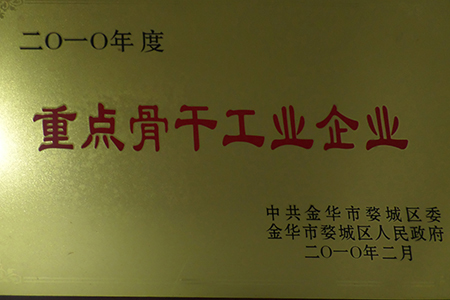 二〇一〇年度
重点骨干工业企业
中共金华市婺城区委
金华市婺城区人民政府
二〇一〇年二月